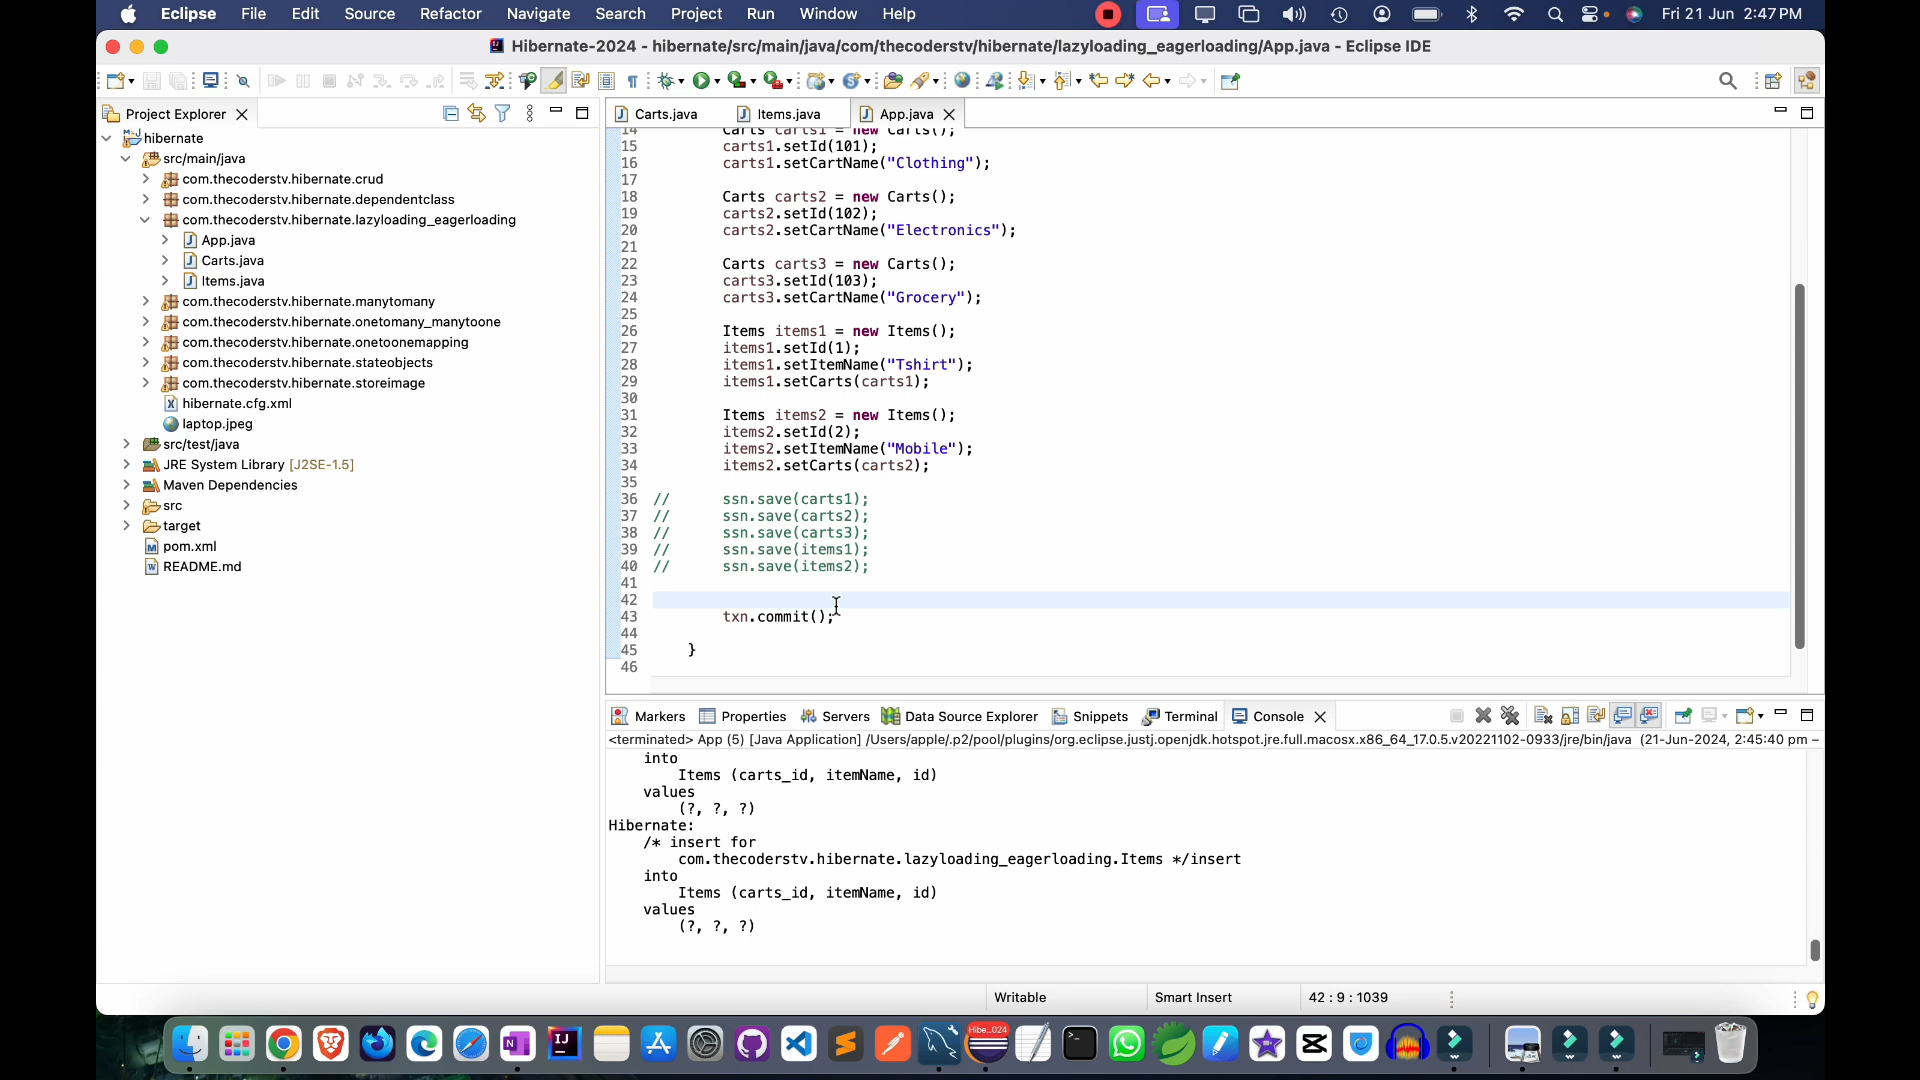 Eclipse File Edit Source Refactor Navigate Search Project Run Window Help Fri 21 Jun 2:47 PM
Hibernate-2024 - hibernate/src/main/java/com/thecoderstv/hibernate/lazyloading_eagerloading/App.java - Eclipse IDE
Project Explorer
hibernate
src/main/java
com.thecoderstv.hibernate.crud
com.thecoderstv.hibernate.dependentclass
com.thecoderstv.hibernate.lazyloading_eagerloading
App.java
Carts.java
Items.java
com.thecoderstv.hibernate.manytomany
com.thecoderstv.hibernate.onetomany_manytoone
com.thecoderstv.hibernate.onetoonemapping
com.thecoderstv.hibernate.stateobjects
com.thecoderstv.hibernate.storeimage
hibernate.cfg.xml
laptop.jpeg
src/test/java
JRE System Library [J2SE-1.5]
Maven Dependencies
src
target
pom.xml
README.md
Carts.java Items.java App.java
14 Carts carts1 = new Carts();
15 carts1.setId(101);
16 carts1.setCartName("Clothing");
17
18 Carts carts2 = new Carts();
19 carts2.setId(102);
20 carts2.setCartName("Electronics");
21
22 Carts carts3 = new Carts();
23 carts3.setId(103);
24 carts3.setCartName("Grocery");
25
26 Items items1 = new Items();
27 items1.setId(1);
28 items1.setItemName("Tshirt");
29 items1.setCarts(carts1);
30
31 Items items2 = new Items();
32 items2.setId(2);
33 items2.setItemName("Mobile");
34 items2.setCarts(carts2);
35
36 // ssn.save(carts1);
37 // ssn.save(carts2);
38 // ssn.save(carts3);
39 // ssn.save(items1);
40 // ssn.save(items2);
41
42
43 txn.commit();
44
45 }
46
Markers Properties Servers Data Source Explorer Snippets Terminal Console
<terminated> App (5) [Java Application] /Users/apple/.p2/pool/plugins/org.eclipse.justj.openjdk.hotspot.jre.full.macosx.x86_64_17.0.5.v20221102-0933/jre/bin/java (21-Jun-2024, 2:45:40 pm –
into
Items (carts_id, itemName, id)
values
(?, ?, ?)
Hibernate:
/* insert for
com.thecoderstv.hibernate.lazyloading_eagerloading.Items */insert
into
Items (carts_id, itemName, id)
values
(?, ?, ?)
Writable Smart Insert 42 : 9 : 1039
Hibe_024